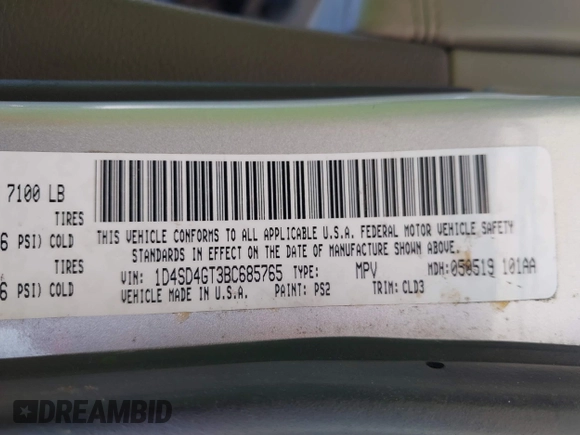 7100 LB
TIRES
6 PSI) COLD
TIRES
6 PSI) COLD
THIS VEHICLE CONFORMS TO ALL APPLICABLE U.S.A. FEDERAL MOTOR VEHICLE SAFETY
STANDARDS IN EFFECT ON THE DATE OF MANUFACTURE SHOWN ABOVE.
VIN: 1D4SD4GT3BC685765 TYPE: MPV MDH: 050519 101AA
VEHICLE MADE IN U.S.A. PAINT: PS2 TRIM: CLD3
DREAMBID